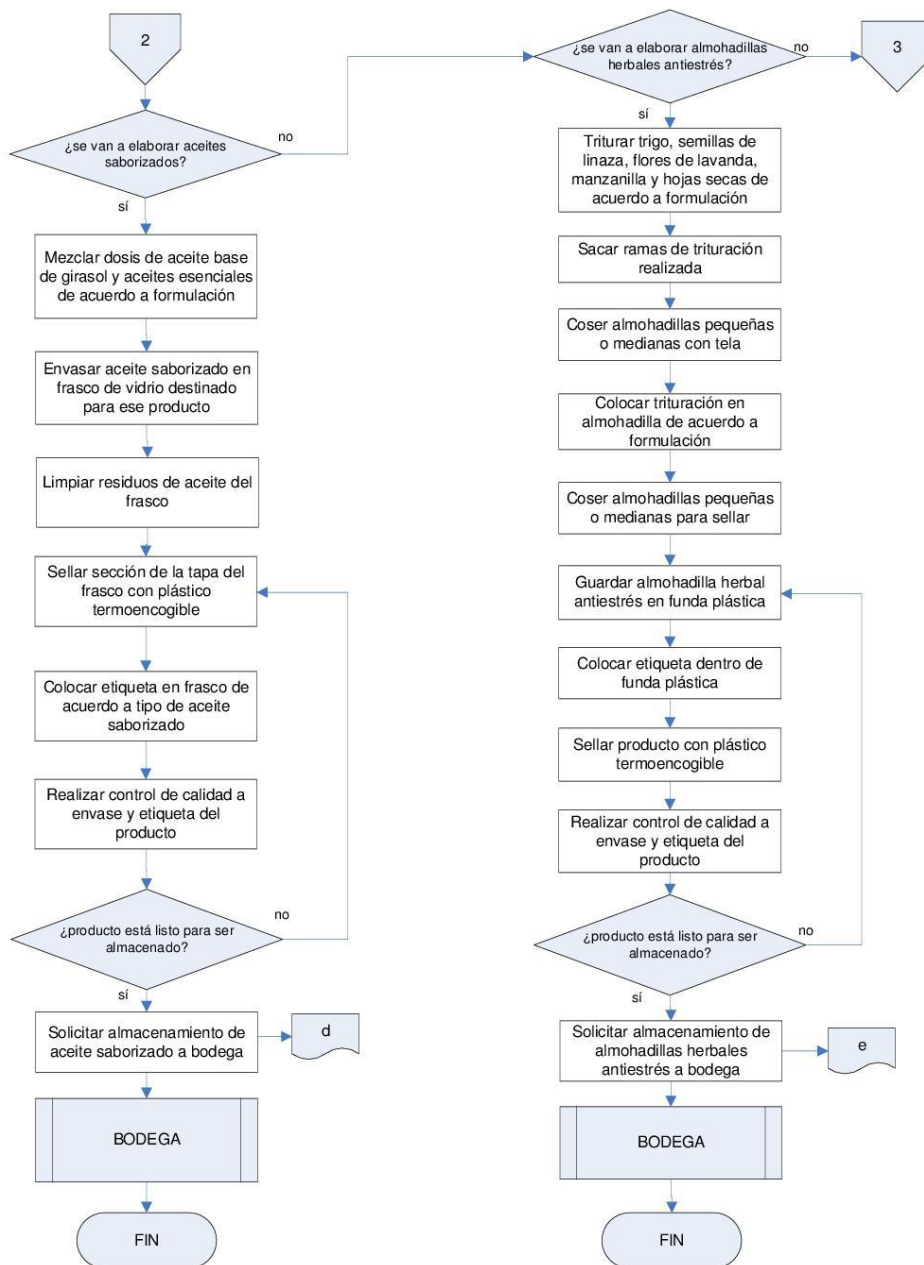 2
¿se van a elaborar aceites
saborizados?
no
sí
Mezclar dosis de aceite base
de girasol y aceites esenciales
de acuerdo a formulación
Envasar aceite saborizado en
frasco de vidrio destinado
para ese producto
Limpiar residuos de aceite del
frasco
Sellar sección de la tapa del
frasco con plástico
termoencogible
Colocar etiqueta en frasco de
acuerdo a tipo de aceite
saborizado
Realizar control de calidad a
envase y etiqueta del
producto
¿producto está listo para ser
almacenado?
no
sí
Solicitar almacenamiento de
aceite saborizado a bodega
d
BODEGA
FIN
¿se van a elaborar almohadillas
herbales antiestrés?
no
3
sí
Triturar trigo, semillas de
linaza, flores de lavanda,
manzanilla y hojas secas de
acuerdo a formulación
Sacar ramas de trituración
realizada
Coser almohadillas pequeñas
o medianas con tela
Colocar trituración en
almohadilla de acuerdo a
formulación
Coser almohadillas pequeñas
o medianas para sellar
Guardar almohadilla herbal
antiestrés en funda plástica
Colocar etiqueta dentro de
funda plástica
Sellar producto con plástico
termoencogible
Realizar control de calidad a
envase y etiqueta del
producto
¿producto está listo para ser
almacenado?
no
sí
Solicitar almacenamiento de
almohadillas herbales
antiestrés a bodega
e
BODEGA
FIN